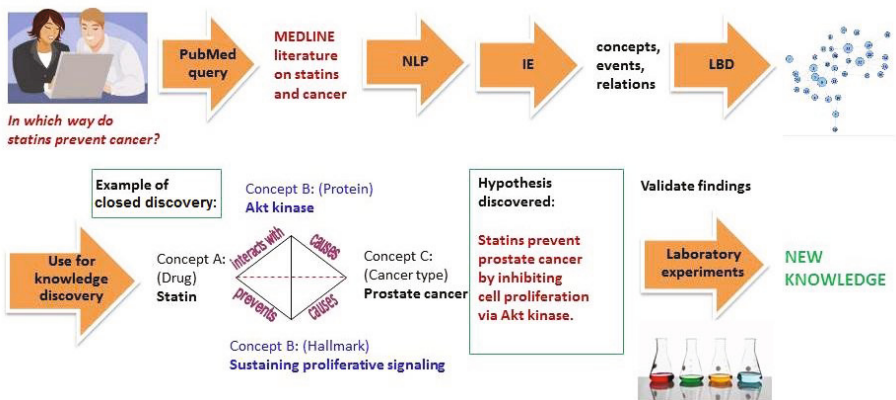 In which way do
statins prevent cancer?
PubMed
query
MEDLINE
literature
on statins
and cancer
NLP
IE
concepts,
events,
relations
LBD
Use for
knowledge
discovery
Example of
closed discovery:
Concept B: (Protein)
Akt kinase
Concept A:
(Drug)
Statin
interacts with
causes
prevents
causes
Concept C:
(Cancer type)
Prostate cancer
Concept B: (Hallmark)
Sustaining proliferative signaling
Hypothesis
discovered:
Statins prevent
prostate cancer
by inhibiting
cell proliferation
via Akt kinase.
Validate findings
Laboratory
experiments
NEW
KNOWLEDGE